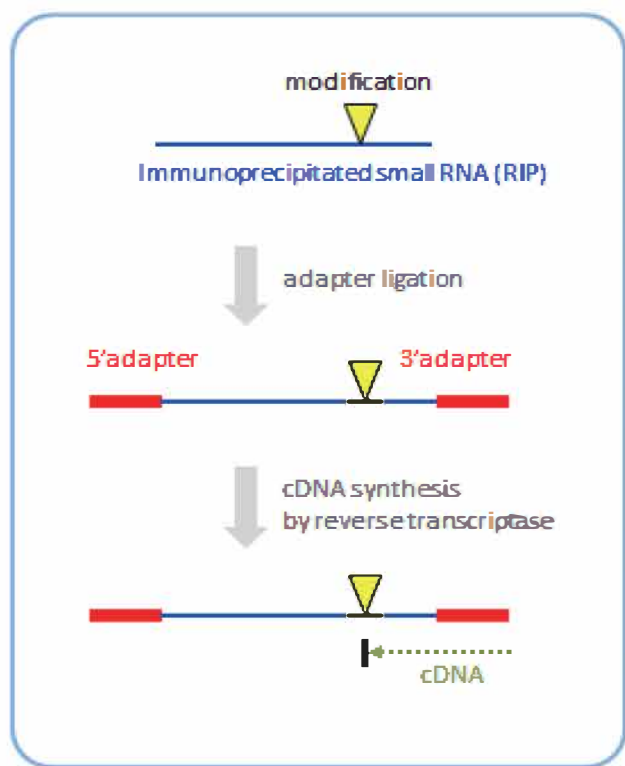 modification
Immunoprecipitated small RNA (RIP)
adapter ligation
5'adapter 3'adapter
cDNA synthesis
by reverse transcriptase
cDNA